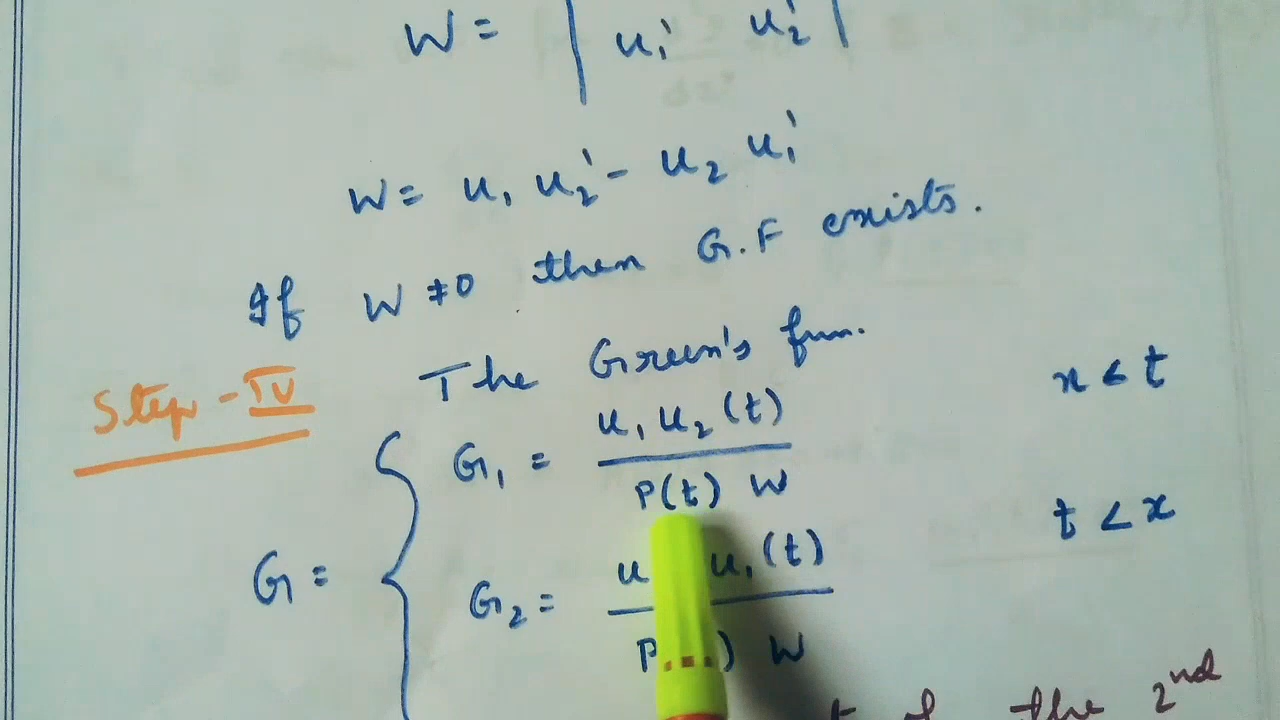 W = | u₁' u₂' |
W = u₁ u₂' - u₂ u₁'
If W ≠ 0 then G.F exists.
Step - IV The Green's fun.
G₁ = u₁ u₂ (t) / P(t) W x < t
G = {
G₂ = u u₁ (t) / P ) W t < x
the 2nd